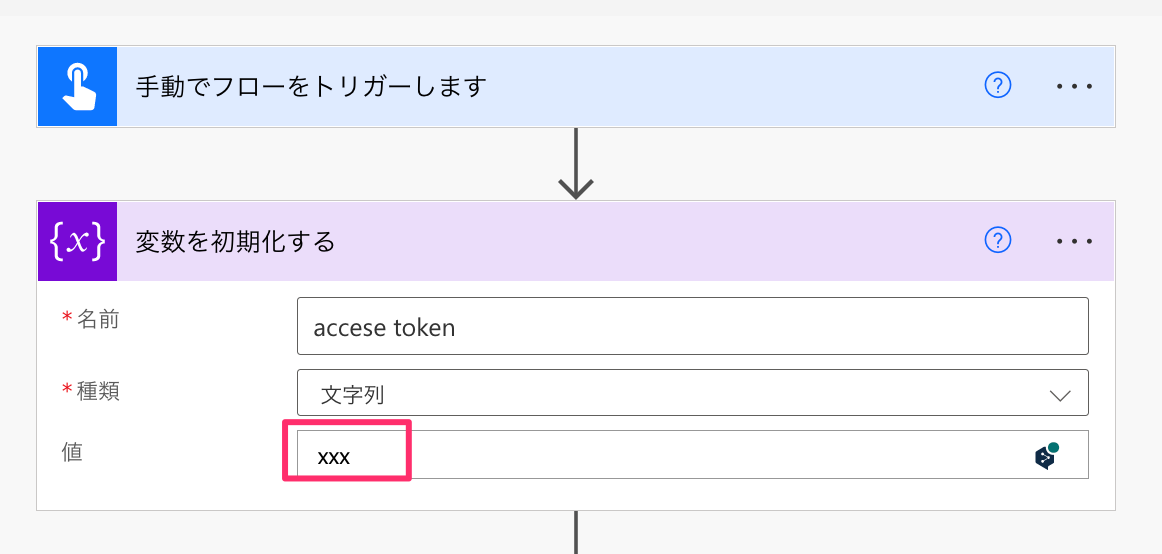 手動でフローをトリガーします
?
{x} 変数を初期化する
?
*名前
accese token
*種類
文字列
値
xxx